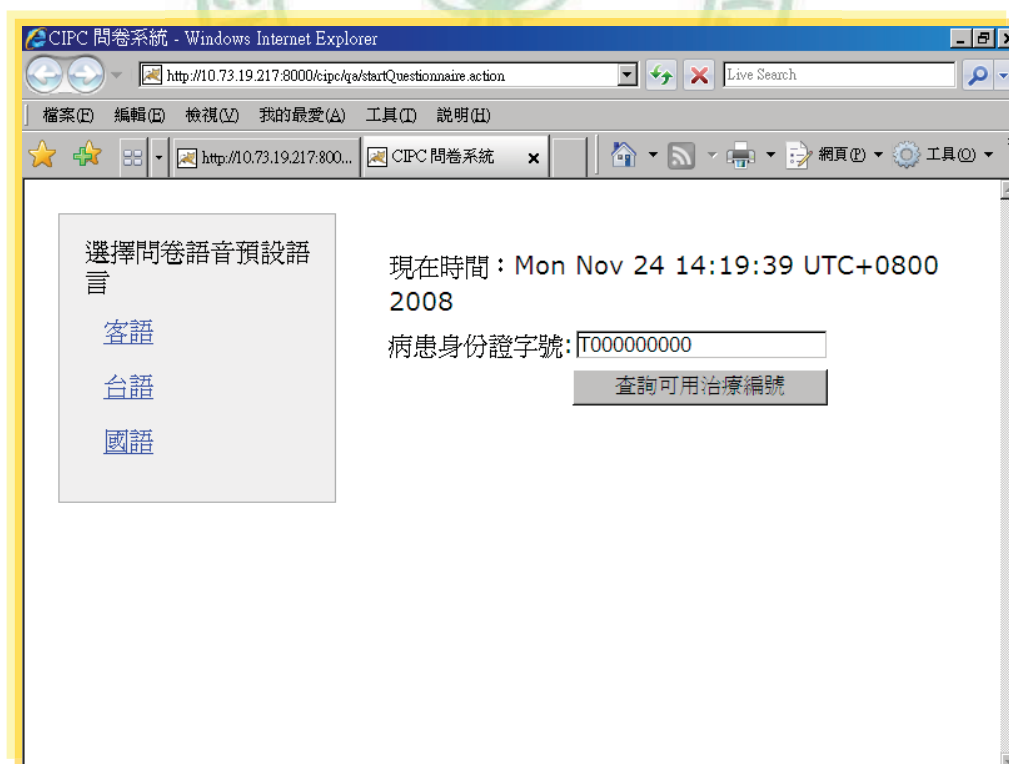 CIPC 問卷系統 - Windows Internet Explorer
http://10.73.19.217:8000/cipc/qa/startQuestionnaire.action
Live Search
檔案(F) 編輯(E) 檢視(V) 我的最愛(A) 工具(T) 說明(H)
http://10.73.19.217:800... CIPC 問卷系統 網頁(P) 工具(O)
選擇問卷語音預設語
言
客語
台語
國語
現在時間：Mon Nov 24 14:19:39 UTC+0800
2008
病患身份證字號: T000000000
查詢可用治療編號